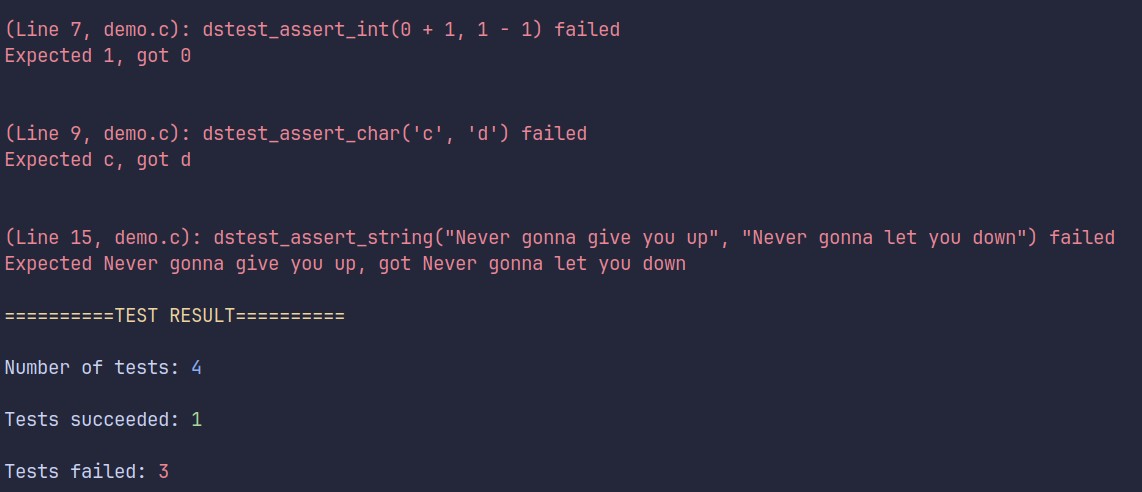 (Line 7, demo.c): dstest_assert_int(0 + 1, 1 - 1) failed
Expected 1, got 0
(Line 9, demo.c): dstest_assert_char('c', 'd') failed
Expected c, got d
(Line 15, demo.c): dstest_assert_string("Never gonna give you up", "Never gonna let you down") failed
Expected Never gonna give you up, got Never gonna let you down
==========TEST RESULT==========
Number of tests: 4
Tests succeeded: 1
Tests failed: 3